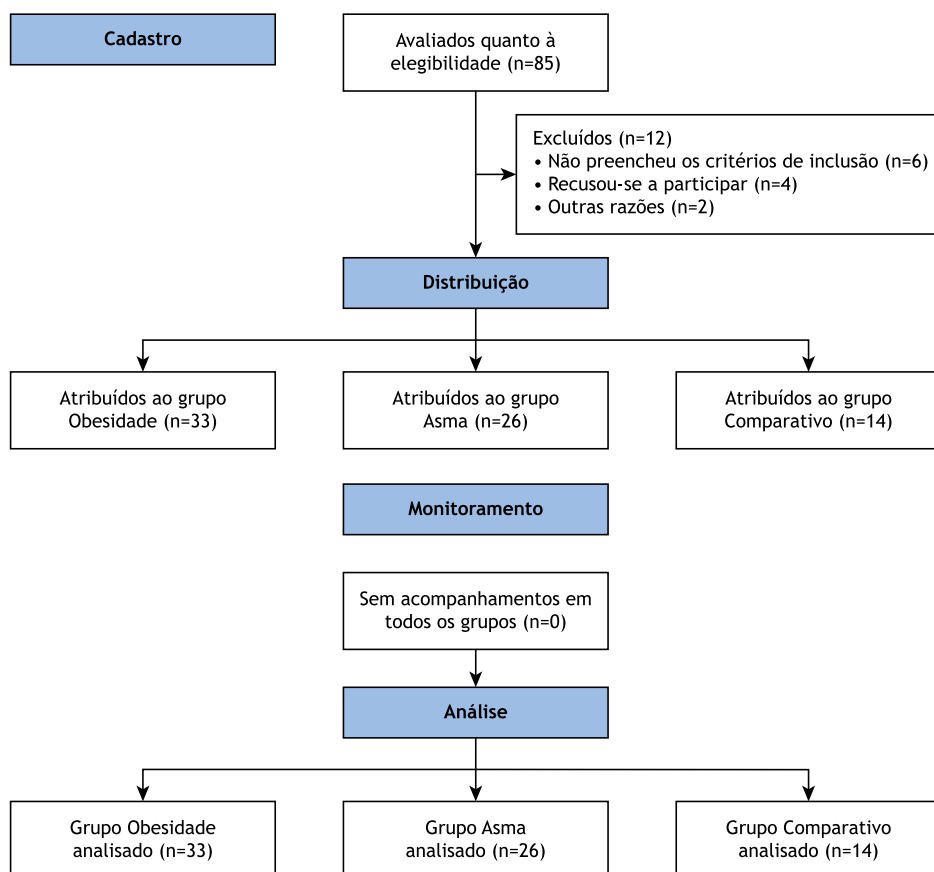 Cadastro
Avaliados quanto à
elegibilidade (n=85)
Excluídos (n=12)
• Não preencheu os critérios de inclusão (n=6)
• Recusou-se a participar (n=4)
• Outras razões (n=2)
Distribuição
Atribuídos ao grupo
Obesidade (n=33)
Atribuídos ao grupo
Asma (n=26)
Atribuídos ao grupo
Comparativo (n=14)
Monitoramento
Sem acompanhamentos em
todos os grupos (n=0)
Análise
Grupo Obesidade
analisado (n=33)
Grupo Asma
analisado (n=26)
Grupo Comparativo
analisado (n=14)